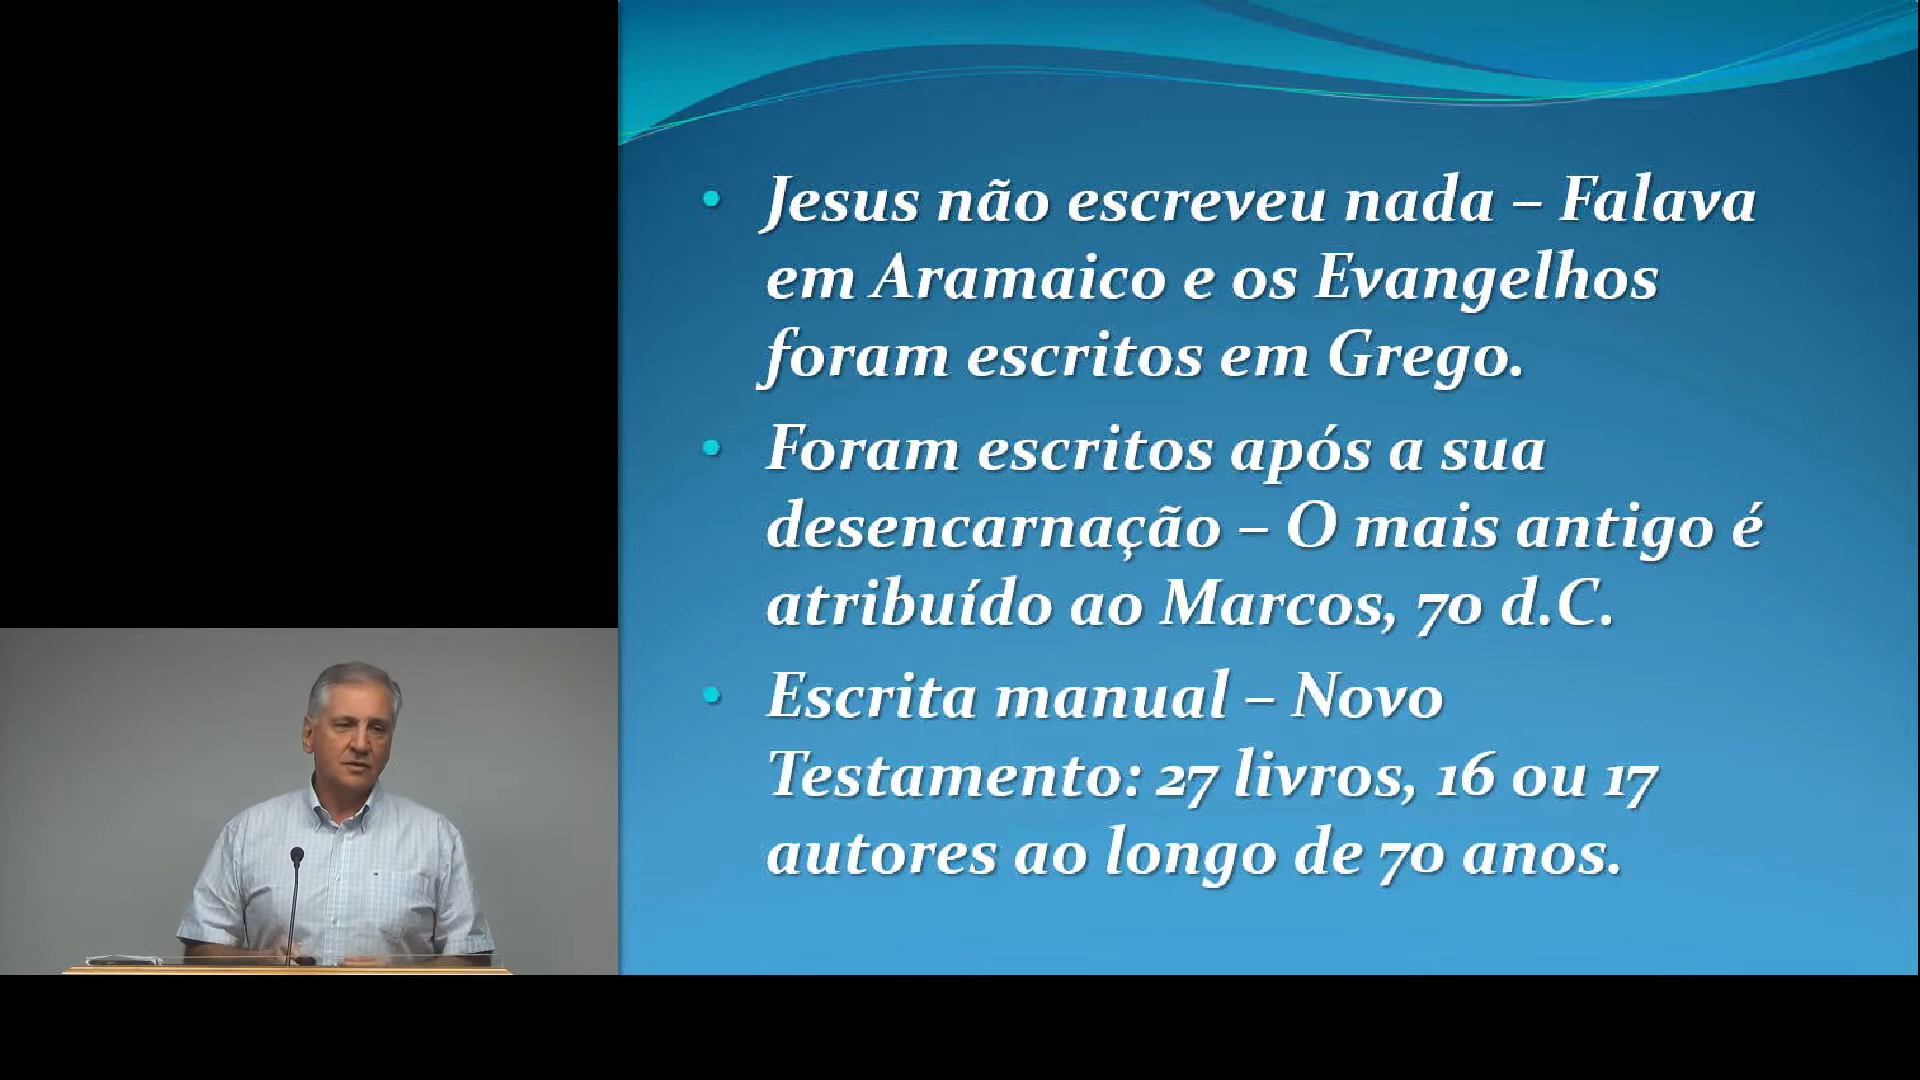 Jesus não escreveu nada – Falava
em Aramaico e os Evangelhos
foram escritos em Grego.
Foram escritos após a sua
desencarnação – O mais antigo é
atribuído ao Marcos, 70 d.C.
Escrita manual – Novo
Testamento: 27 livros, 16 ou 17
autores ao longo de 70 anos.